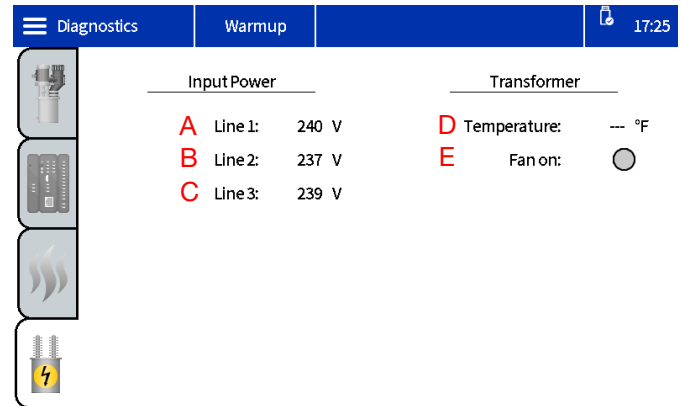 Diagnostics Warmup 17:25
Input Power Transformer
A Line 1: 240 V D Temperature: --- °F
B Line 2: 237 V E Fan on:
C Line 3: 239 V